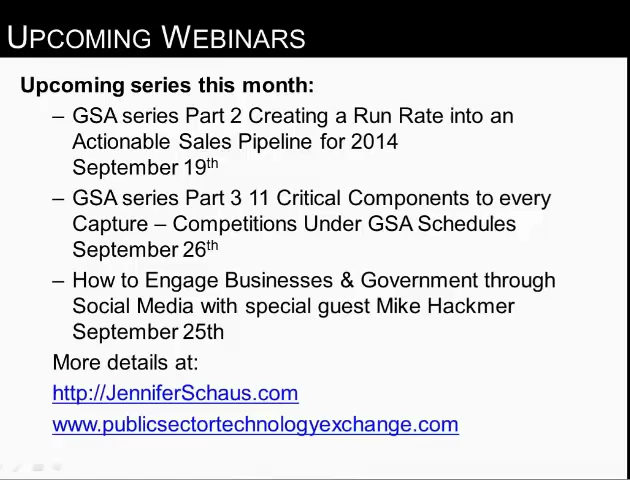 UPCOMING WEBINARS
Upcoming series this month:
– GSA series Part 2 Creating a Run Rate into an
Actionable Sales Pipeline for 2014
September 19th
– GSA series Part 3 11 Critical Components to every
Capture – Competitions Under GSA Schedules
September 26th
– How to Engage Businesses & Government through
Social Media with special guest Mike Hackmer
September 25th
More details at:
http://JenniferSchaus.com
www.publicsectortechnologyexchange.com